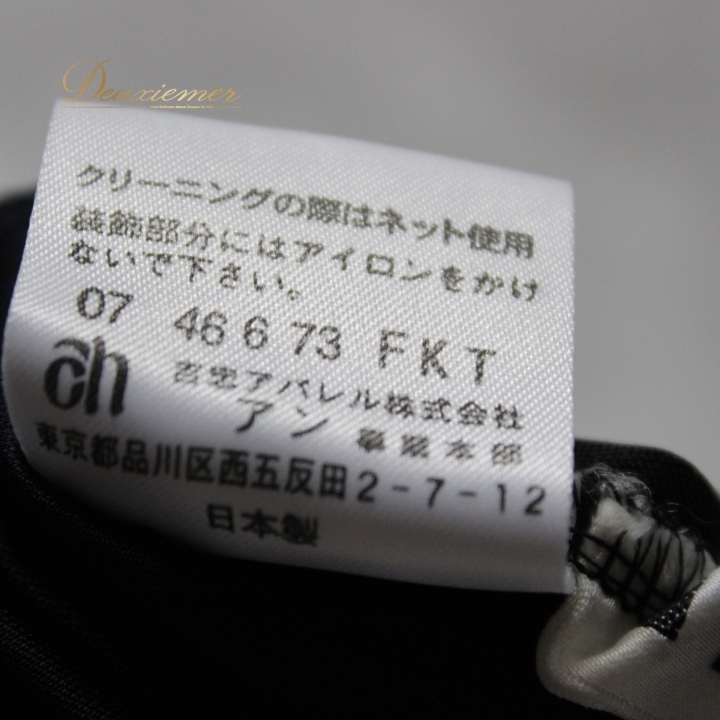 Deuxiemer
クリーニングの際はネット使用
装飾部分にはアイロンをかけ
ないで下さい。
07 46 6 73 FKT
ah 吉忠アパレル株式会社
アン 事業本部
東京都品川区西五反田2-7-12
日本製